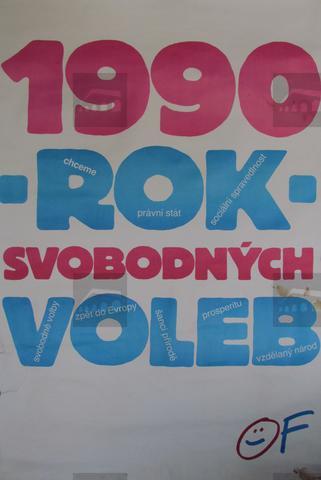 1990
-ROK-
chceme
právní stát
sociální spravedlnost
SVOBODNÝCH
VOLEB
svobodné volby
zpět do Evropy
šanci přírodě
prosperitu
vzdělaný národ
OF